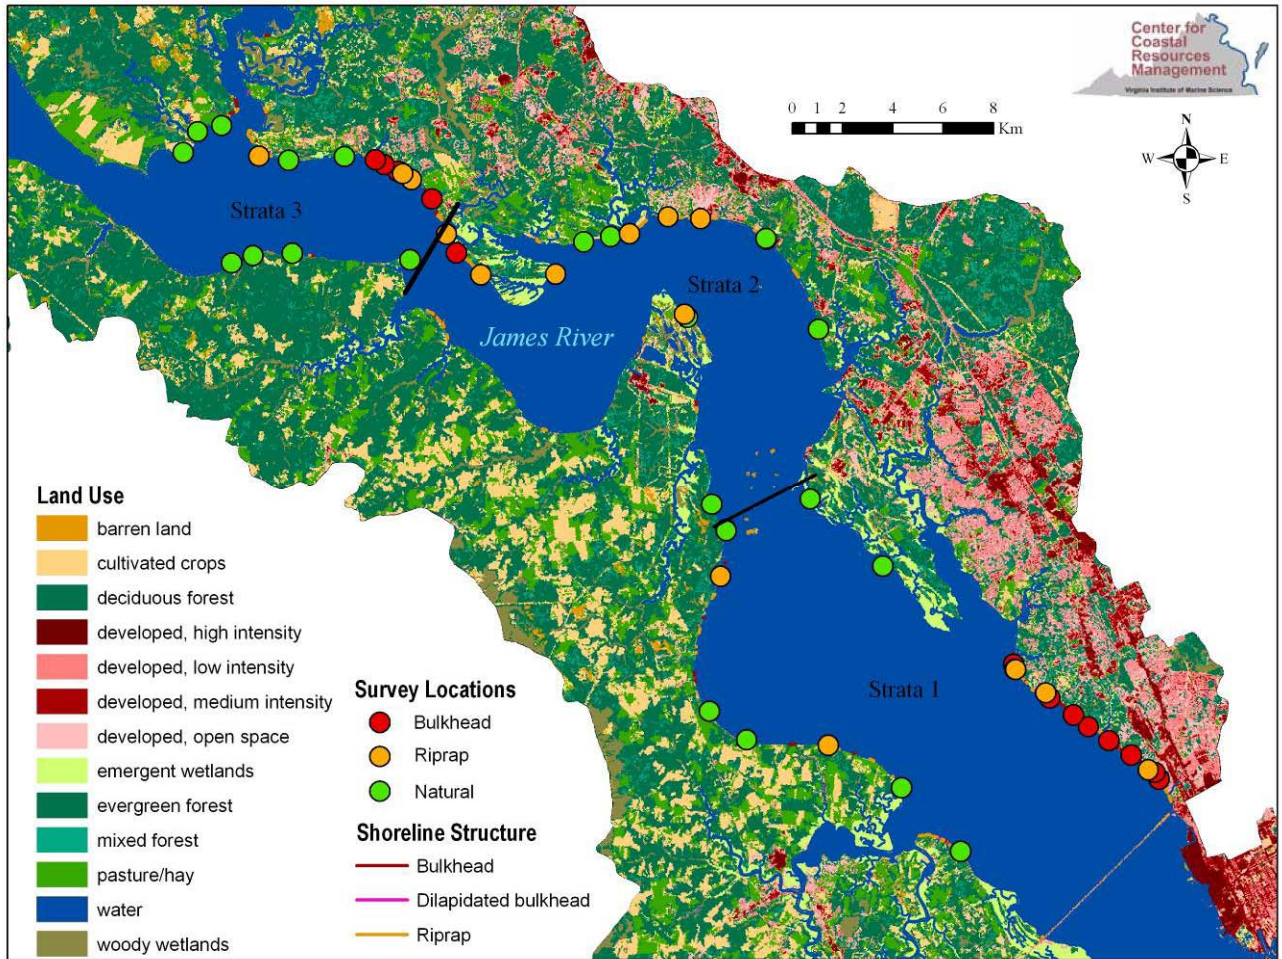 Center for
Coastal
Resources
Management
Virginia Institute of Marine Science
0 1 2 4 6 8
Km
N
W E
S
Strata 3
Strata 2
James River
Strata 1
Land Use
barren land
cultivated crops
deciduous forest
developed, high intensity
developed, low intensity
developed, medium intensity
developed, open space
emergent wetlands
evergreen forest
mixed forest
pasture/hay
water
woody wetlands
Survey Locations
Bulkhead
Riprap
Natural
Shoreline Structure
Bulkhead
Dilapidated bulkhead
Riprap